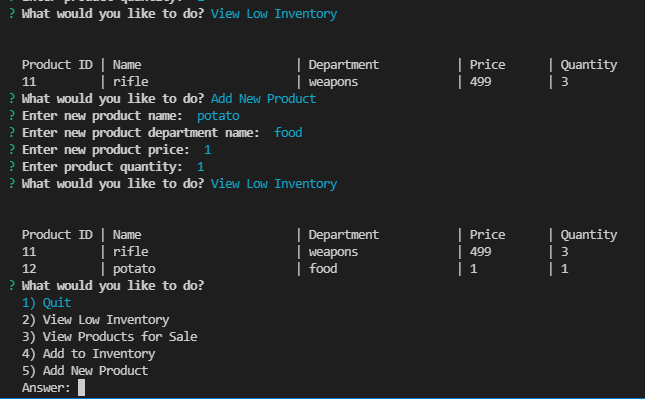 ? Enter product quantity:
? What would you like to do? View Low Inventory
Product ID | Name | Department | Price | Quantity
11 | rifle | weapons | 499 | 3
? What would you like to do? Add New Product
? Enter new product name: potato
? Enter new product department name: food
? Enter new product price: 1
? Enter product quantity: 1
? What would you like to do? View Low Inventory
Product ID | Name | Department | Price | Quantity
11 | rifle | weapons | 499 | 3
12 | potato | food | 1 | 1
? What would you like to do?
1) Quit
2) View Low Inventory
3) View Products for Sale
4) Add to Inventory
5) Add New Product
Answer: